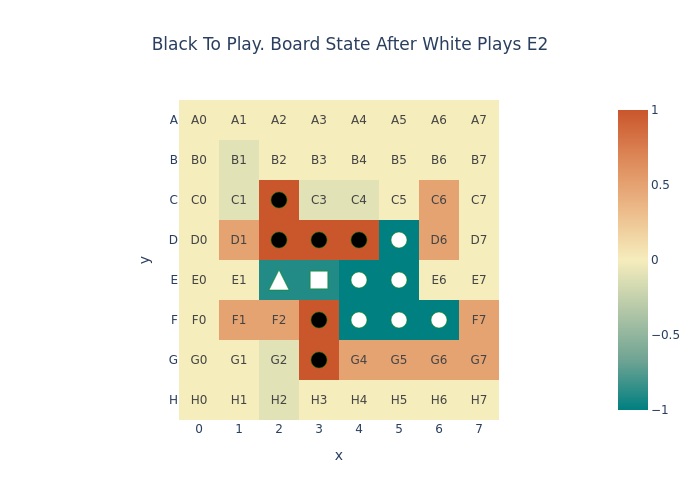 Black To Play. Board State After White Plays E2
A A0 A1 A2 A3 A4 A5 A6 A7
B B0 B1 B2 B3 B4 B5 B6 B7
C C0 C1 C3 C4 C5 C6 C7
D D0 D1 D6 D7
E E0 E1 E6 E7
F F0 F1 F2 F7
G G0 G1 G2 G4 G5 G6 G7
H H0 H1 H2 H3 H4 H5 H6 H7
0 1 2 3 4 5 6 7
x
y
1
0.5
0
−0.5
−1